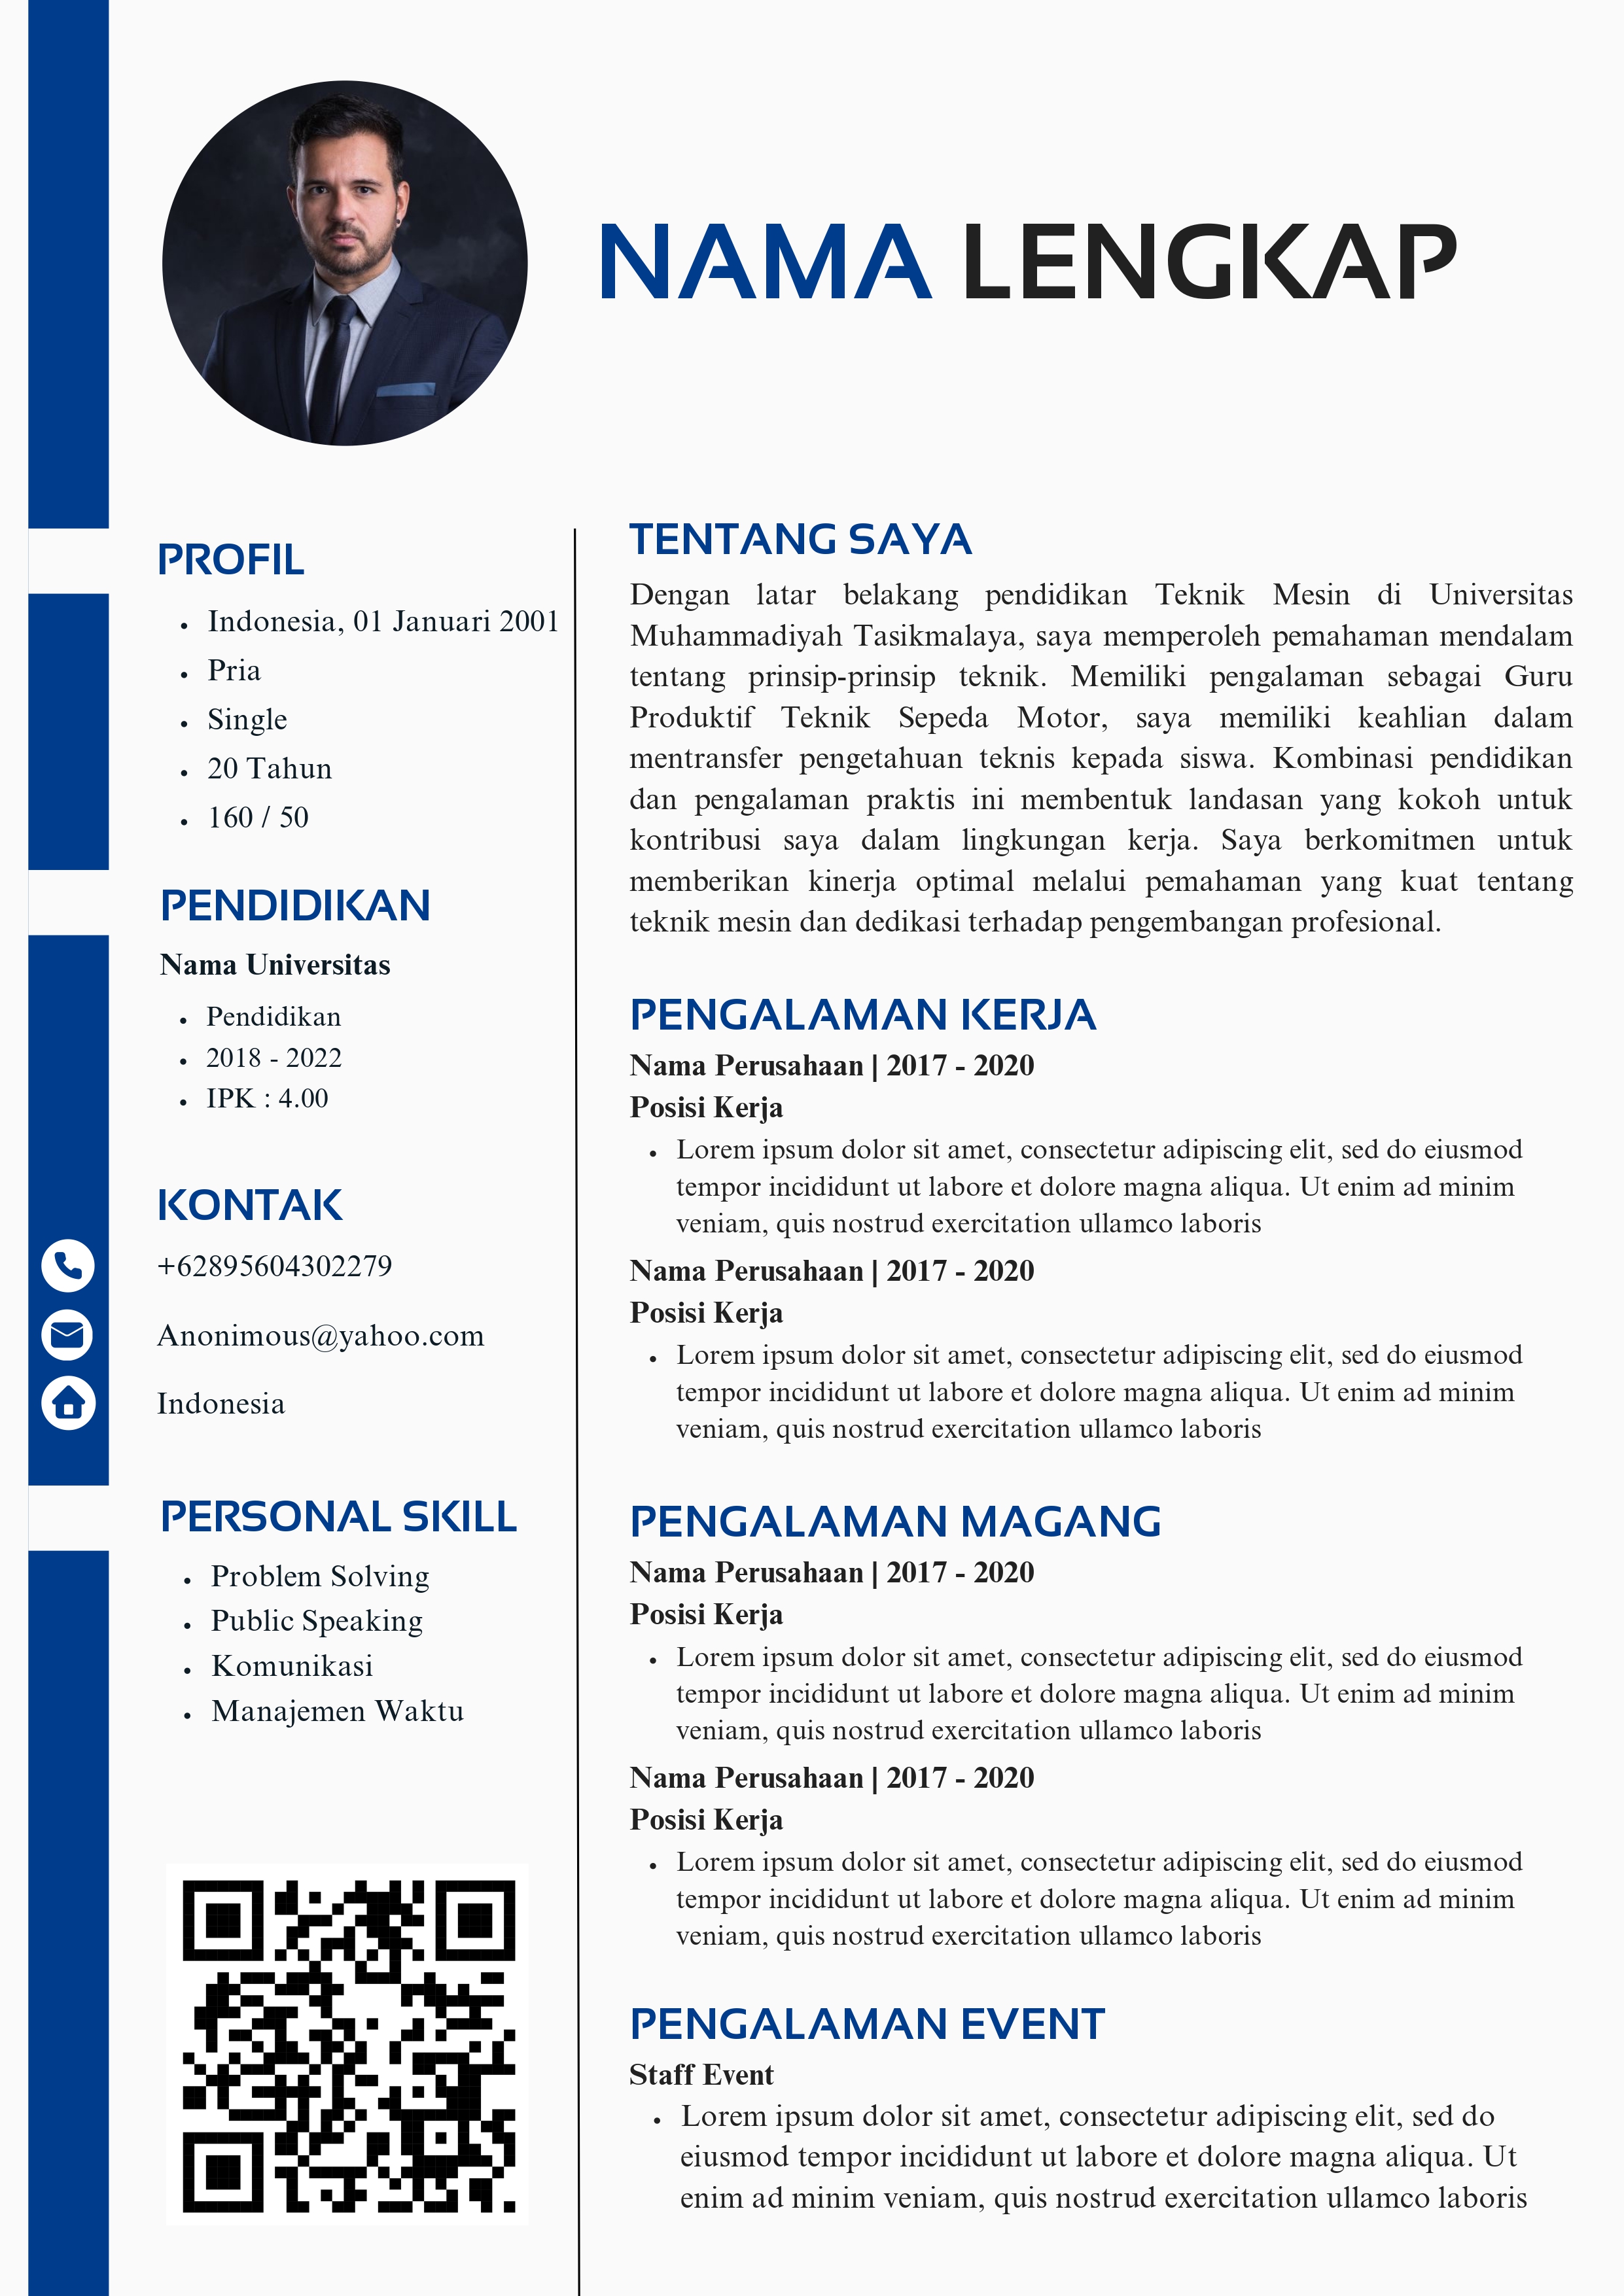 NAMA LENGKAP
PROFIL
• Indonesia, 01 Januari 2001
• Pria
• Single
• 20 Tahun
• 160 / 50
PENDIDIKAN
Nama Universitas
• Pendidikan
• 2018 - 2022
• IPK : 4.00
KONTAK
+62895604302279
Anonimous@yahoo.com
Indonesia
PERSONAL SKILL
• Problem Solving
• Public Speaking
• Komunikasi
• Manajemen Waktu
TENTANG SAYA
Dengan latar belakang pendidikan Teknik Mesin di Universitas
Muhammadiyah Tasikmalaya, saya memperoleh pemahaman mendalam
tentang prinsip-prinsip teknik. Memiliki pengalaman sebagai Guru
Produktif Teknik Sepeda Motor, saya memiliki keahlian dalam
mentransfer pengetahuan teknis kepada siswa. Kombinasi pendidikan
dan pengalaman praktis ini membentuk landasan yang kokoh untuk
kontribusi saya dalam lingkungan kerja. Saya berkomitmen untuk
memberikan kinerja optimal melalui pemahaman yang kuat tentang
teknik mesin dan dedikasi terhadap pengembangan profesional.
PENGALAMAN KERJA
Nama Perusahaan | 2017 - 2020
Posisi Kerja
• Lorem ipsum dolor sit amet, consectetur adipiscing elit, sed do eiusmod
tempor incididunt ut labore et dolore magna aliqua. Ut enim ad minim
veniam, quis nostrud exercitation ullamco laboris
Nama Perusahaan | 2017 - 2020
Posisi Kerja
• Lorem ipsum dolor sit amet, consectetur adipiscing elit, sed do eiusmod
tempor incididunt ut labore et dolore magna aliqua. Ut enim ad minim
veniam, quis nostrud exercitation ullamco laboris
PENGALAMAN MAGANG
Nama Perusahaan | 2017 - 2020
Posisi Kerja
• Lorem ipsum dolor sit amet, consectetur adipiscing elit, sed do eiusmod
tempor incididunt ut labore et dolore magna aliqua. Ut enim ad minim
veniam, quis nostrud exercitation ullamco laboris
Nama Perusahaan | 2017 - 2020
Posisi Kerja
• Lorem ipsum dolor sit amet, consectetur adipiscing elit, sed do eiusmod
tempor incididunt ut labore et dolore magna aliqua. Ut enim ad minim
veniam, quis nostrud exercitation ullamco laboris
PENGALAMAN EVENT
Staff Event
• Lorem ipsum dolor sit amet, consectetur adipiscing elit, sed do
eiusmod tempor incididunt ut labore et dolore magna aliqua. Ut
enim ad minim veniam, quis nostrud exercitation ullamco laboris